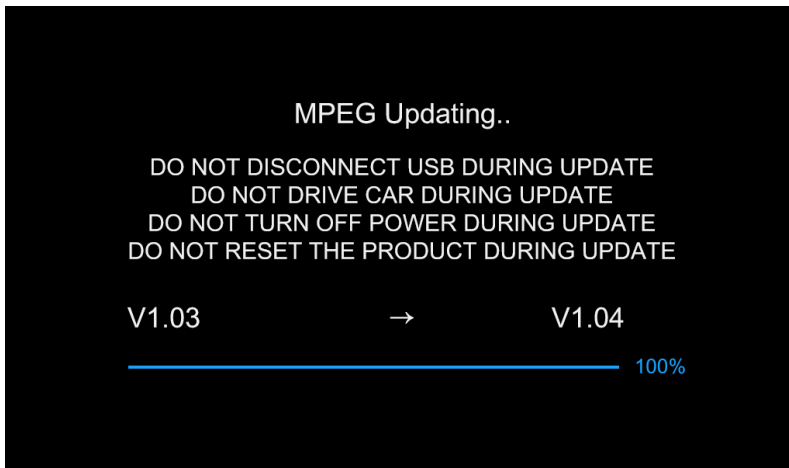 MPEG Updating..
DO NOT DISCONNECT USB DURING UPDATE
DO NOT DRIVE CAR DURING UPDATE
DO NOT TURN OFF POWER DURING UPDATE
DO NOT RESET THE PRODUCT DURING UPDATE
V1.03 → V1.04
100%